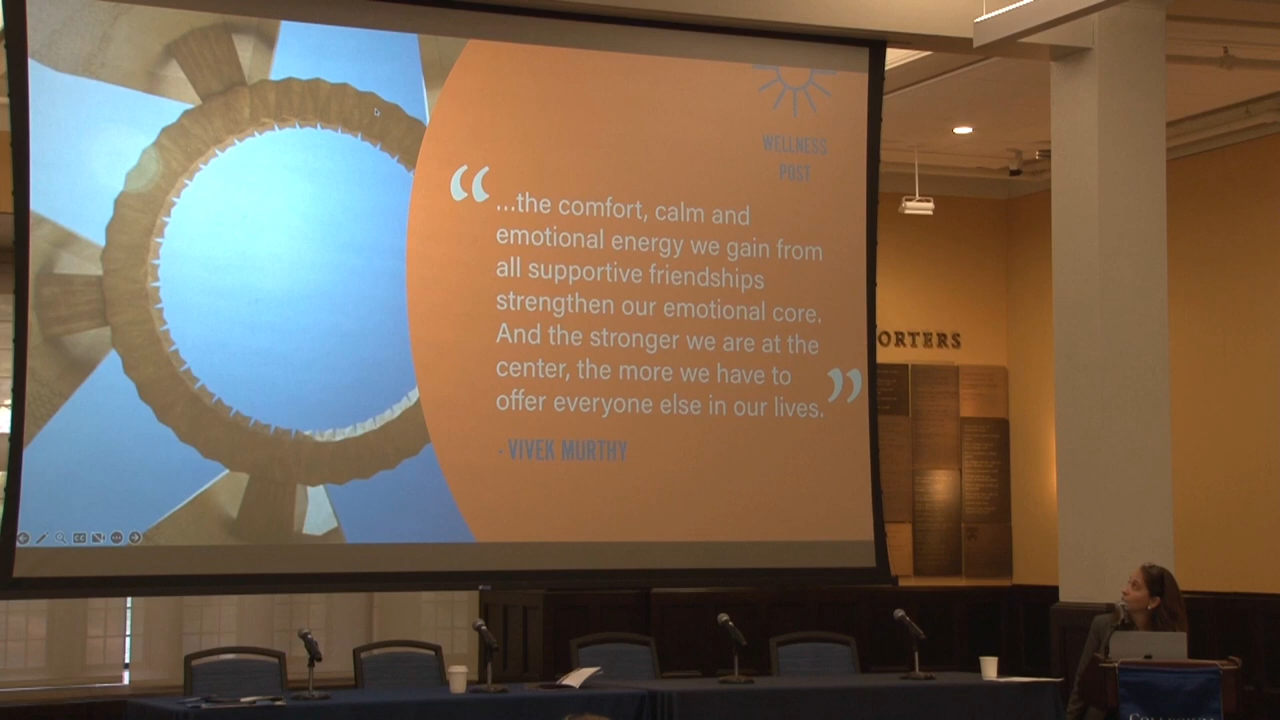 WELLNESS
POST
“ ...the comfort, calm and
emotional energy we gain from
all supportive friendships
strengthen our emotional core.
And the stronger we are at the
center, the more we have to
offer everyone else in our lives. ”
- VIVEK MURTHY
ORTERS